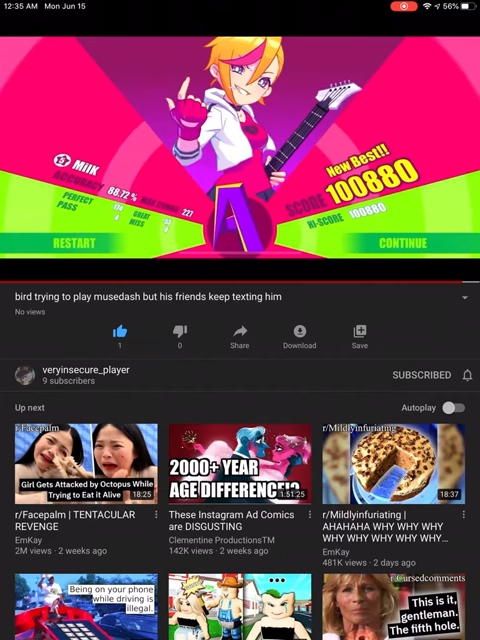 12:35 AM Mon Jun 15
56%
13 Milk
ACCURACY 88.72% MAX COMBO 227
PERFECT
GREAT
PASS
MISS
New Best!!
SCORE 100880
HI-SCORE 100880
A
RESTART
CONTINUE
bird trying to play musedash but his friends keep texting him
No views
1
0
Share
Download
Save
veryinsecure_player
9 subscribers
SUBSCRIBED
Up next
Autoplay
r/Facepalm
Girl Gets Attacked by Octopus While
Trying to Eat it Alive
18:25
r/Facepalm | TENTACULAR
REVENGE
EmKay
2M views · 2 weeks ago
2000+ YEAR
AGE DIFFERENCE
1:51:25
These Instagram Ad Comics
are DISGUSTING
Clementine ProductionsTM
142K views · 2 weeks ago
r/Mildlyinfuriating
18:37
r/Mildlyinfuriating |
AHAHAHA WHY WHY WHY
WHY WHY WHY WHY WHY...
EmKay
481K views · 2 days ago
Being on your phone
while driving is
illegal.
r/Cursedcomments
This is it,
gentleman.
The fifth hole.